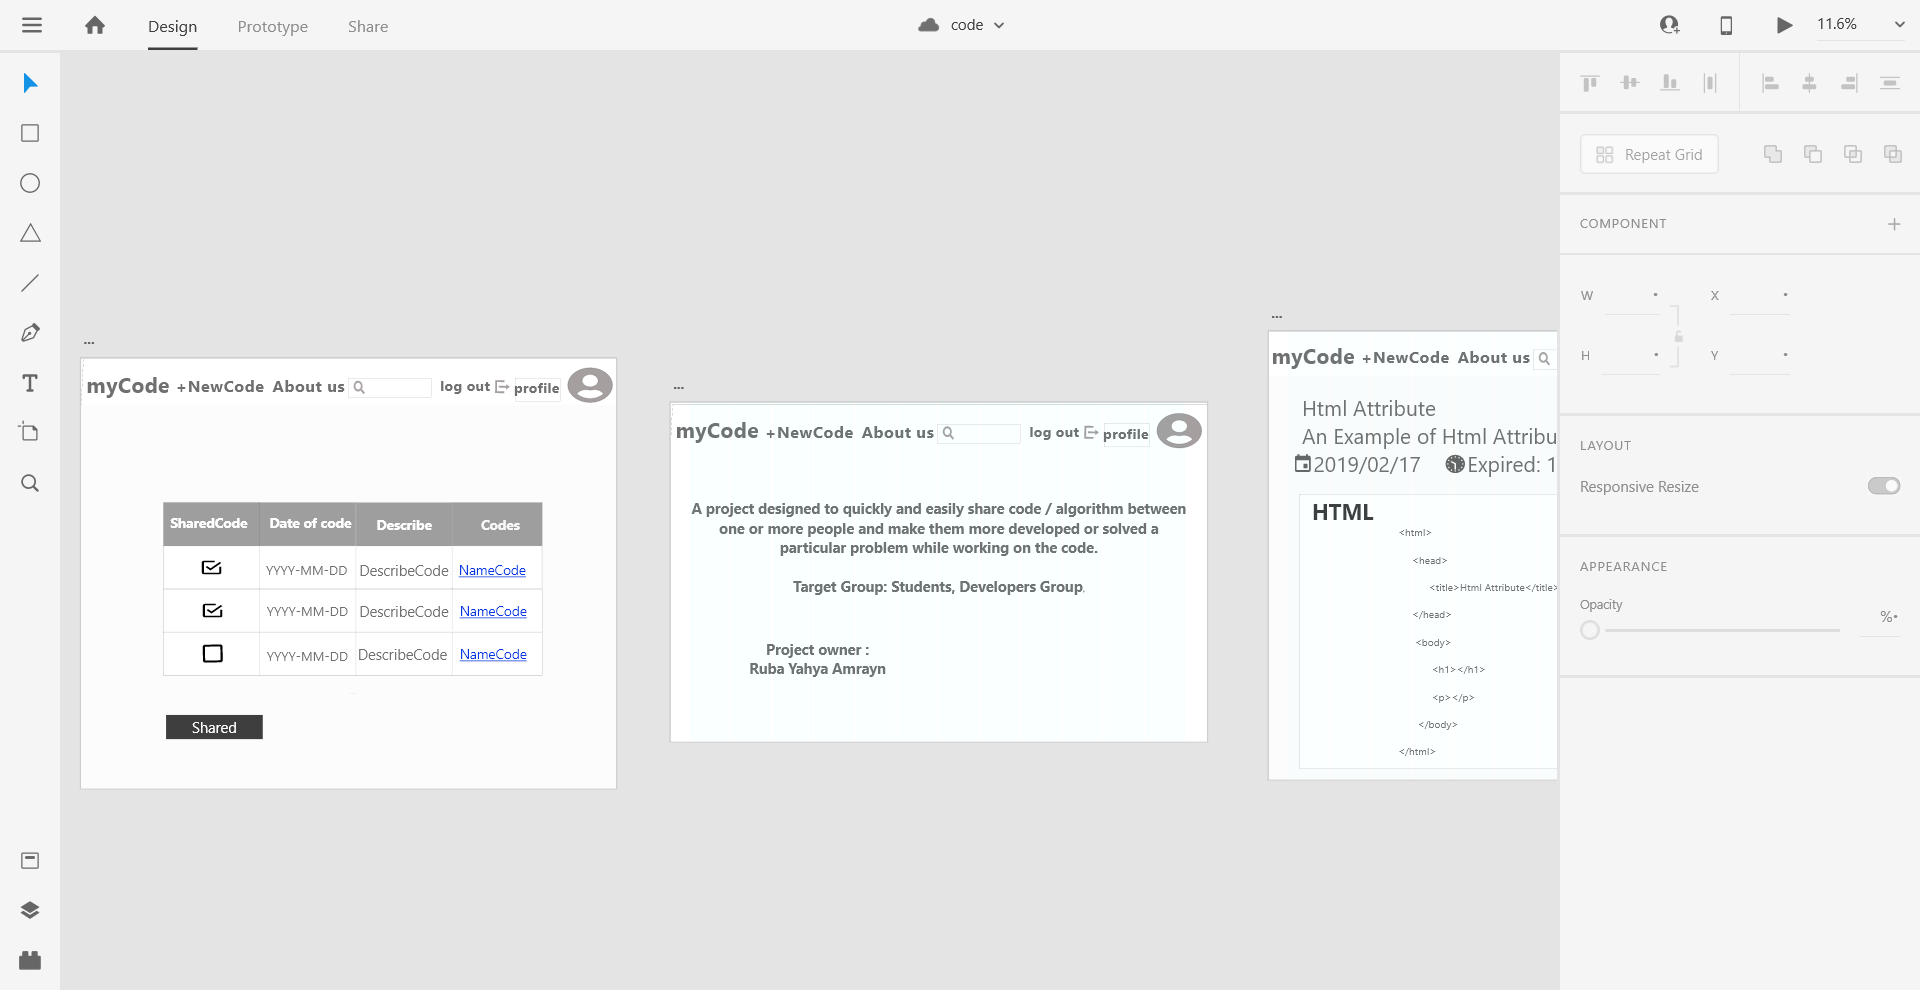 Design Prototype Share code 11.6%
Repeat Grid
COMPONENT
W X
H Y
LAYOUT
Responsive Resize
APPEARANCE
Opacity
%
...
myCode +NewCode About us log out profile
SharedCode Date of code Describe Codes
YYYY-MM-DD DescribeCode NameCode
YYYY-MM-DD DescribeCode NameCode
YYYY-MM-DD DescribeCode NameCode
Shared
...
myCode +NewCode About us log out profile
A project designed to quickly and easily share code / algorithm between
one or more people and make them more developed or solved a
particular problem while working on the code.
Target Group: Students, Developers Group.
Project owner :
Ruba Yahya Amrayn
...
myCode +NewCode About us
Html Attribute
An Example of Html Attribu
2019/02/17 Expired: 1
HTML
<html>
<head>
<title>Html Attribute</title>
</head>
<body>
<h1></h1>
<p></p>
</body>
</html>